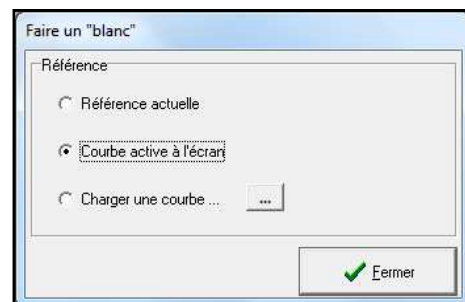 Faire un "blanc"
Référence
Référence actuelle
Courbe active à l'écran
Charger une courbe ... ...
Fermer